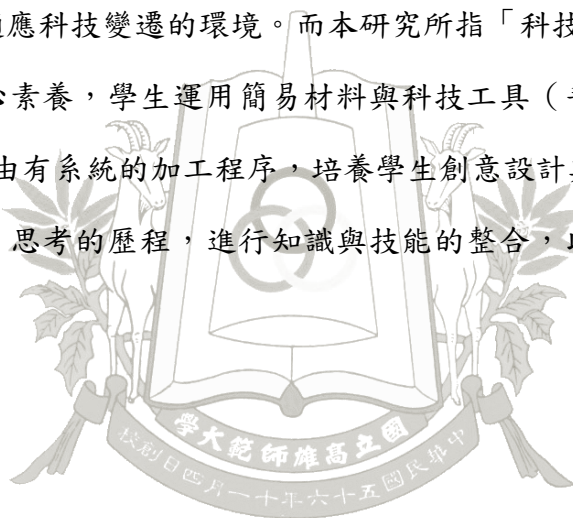 適應科技變遷的環境。而本研究所指「科技
心素養，學生運用簡易材料與科技工具（
由有系統的加工程序，培養學生創意設計
思考的歷程，進行知識與技能的整合，
學大範師雄高立國
校創日四月一十年六十五國民華中